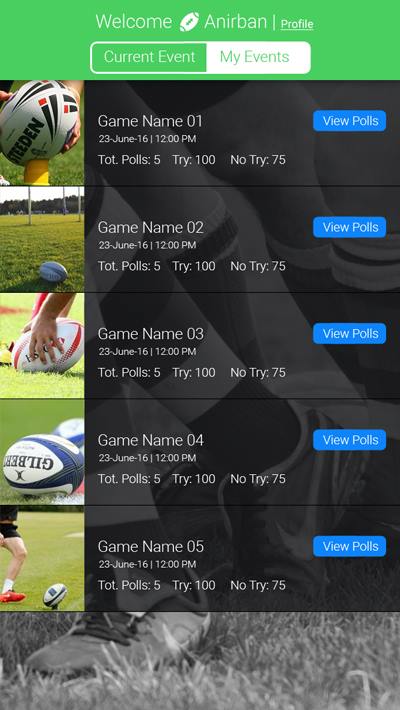 Welcome Anirban | Profile
Current Event My Events
Game Name 01
View Polls
23-June-16 | 12:00 PM
Tot. Polls: 5 Try: 100 No Try: 75
Game Name 02
View Polls
23-June-16 | 12:00 PM
Tot. Polls: 5 Try: 100 No Try: 75
Game Name 03
View Polls
23-June-16 | 12:00 PM
Tot. Polls: 5 Try: 100 No Try: 75
GILBERT
Game Name 04
View Polls
23-June-16 | 12:00 PM
Tot. Polls: 5 Try: 100 No Try: 75
Game Name 05
View Polls
23-June-16 | 12:00 PM
Tot. Polls: 5 Try: 100 No Try: 75